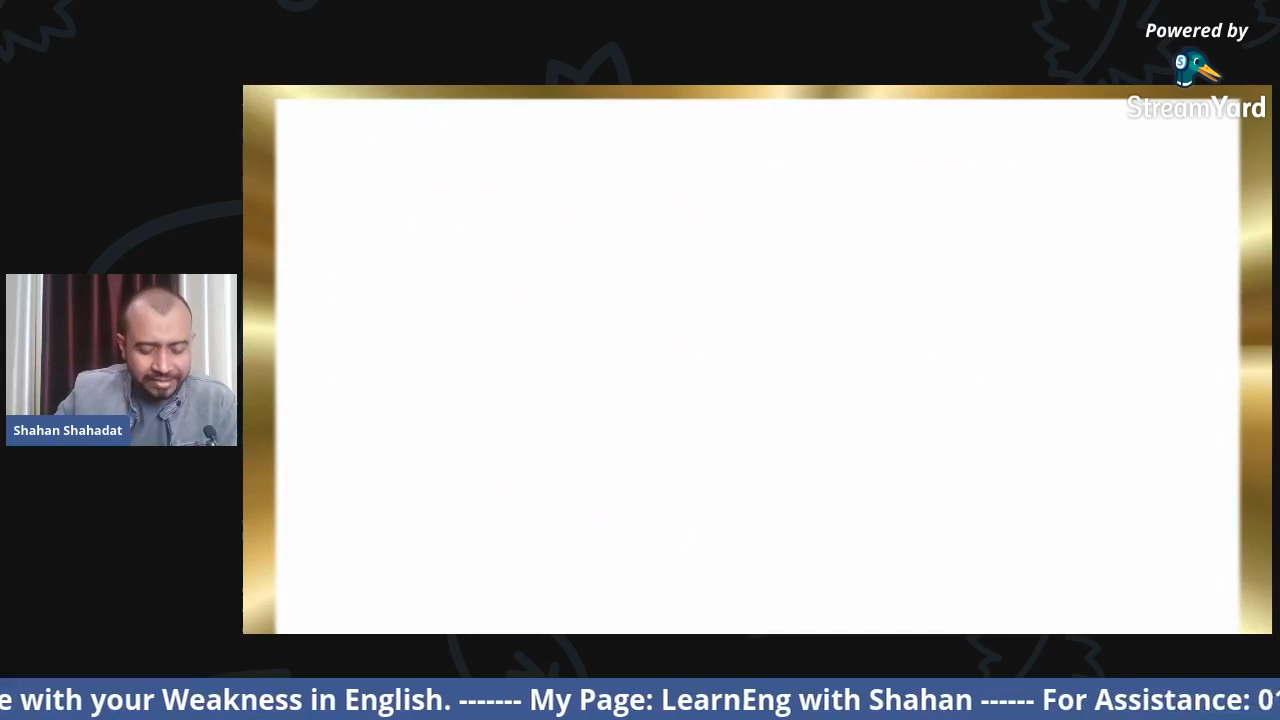 Powered by
StreamYard
Shahan Shahadat
with your Weakness in English. ------- My Page: LearnEng with Shahan ------ For Assistance: